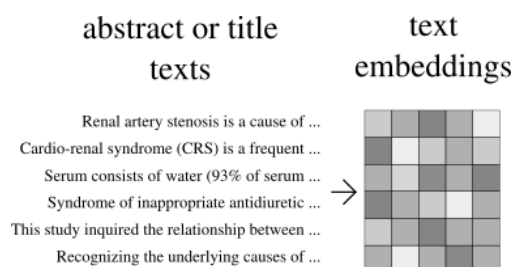 abstract or title
texts
text
embeddings
Renal artery stenosis is a cause of ...
Cardio-renal syndrome (CRS) is a frequent ...
Serum consists of water (93% of serum ...
Syndrome of inappropriate antidiuretic ...
This study inquired the relationship between ...
Recognizing the underlying causes of ...